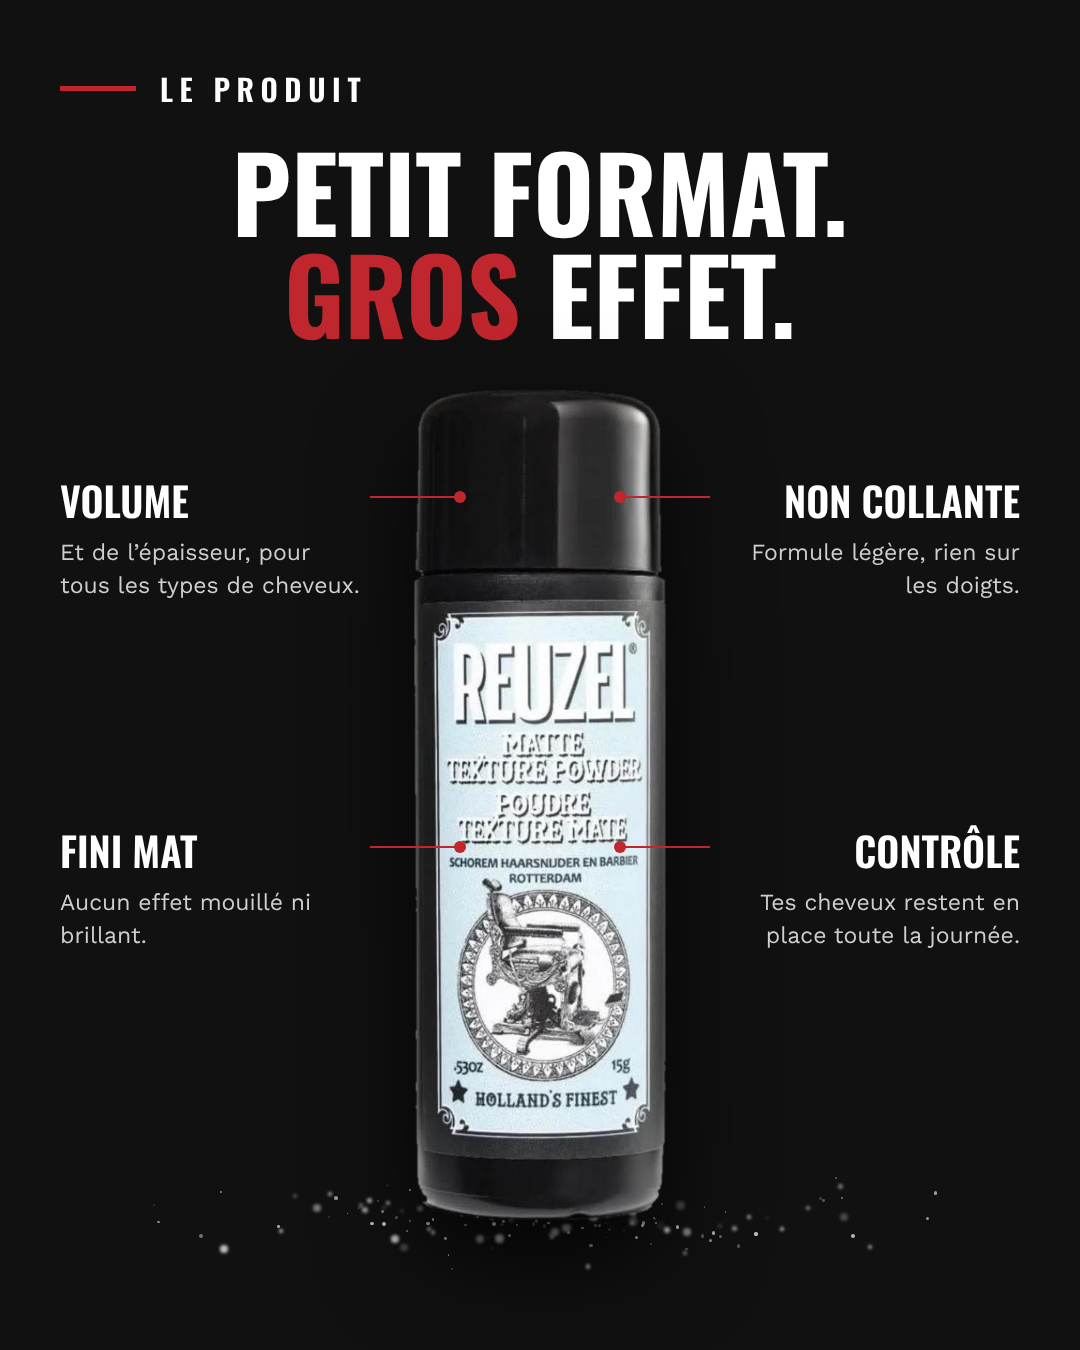 LE PRODUIT
PETIT FORMAT.
GROS EFFET.
VOLUME
Et de l’épaisseur, pour
tous les types de cheveux.
NON COLLANTE
Formule légère, rien sur
les doigts.
REUZEL®
MATTE
TEXTURE POWDER
POUDRE
TEXTURE MATE
SCHOREM HAARSNIJDER EN BARBIER
ROTTERDAM
FINI MAT
Aucun effet mouillé ni
brillant.
CONTRÔLE
Tes cheveux restent en
place toute la journée.
.53OZ
15g
HOLLAND'S FINEST